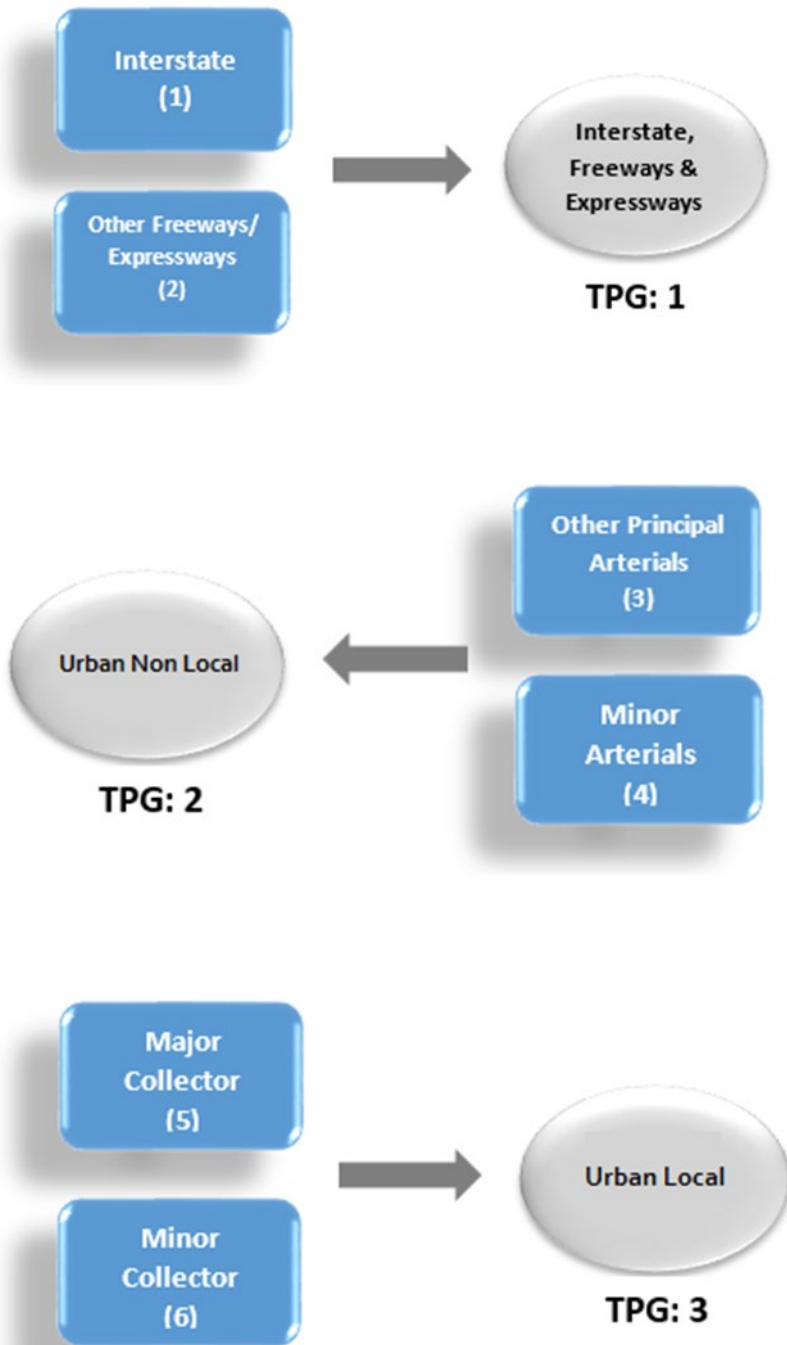 Interstate
(1)
Interstate,
Freeways &
Expressways
Other Freeways/
Expressways
(2)
TPG: 1
Other Principal
Arterials
(3)
Urban Non Local
Minor
Arterials
(4)
TPG: 2
Major
Collector
(5)
Urban Local
Minor
Collector
(6)
TPG: 3